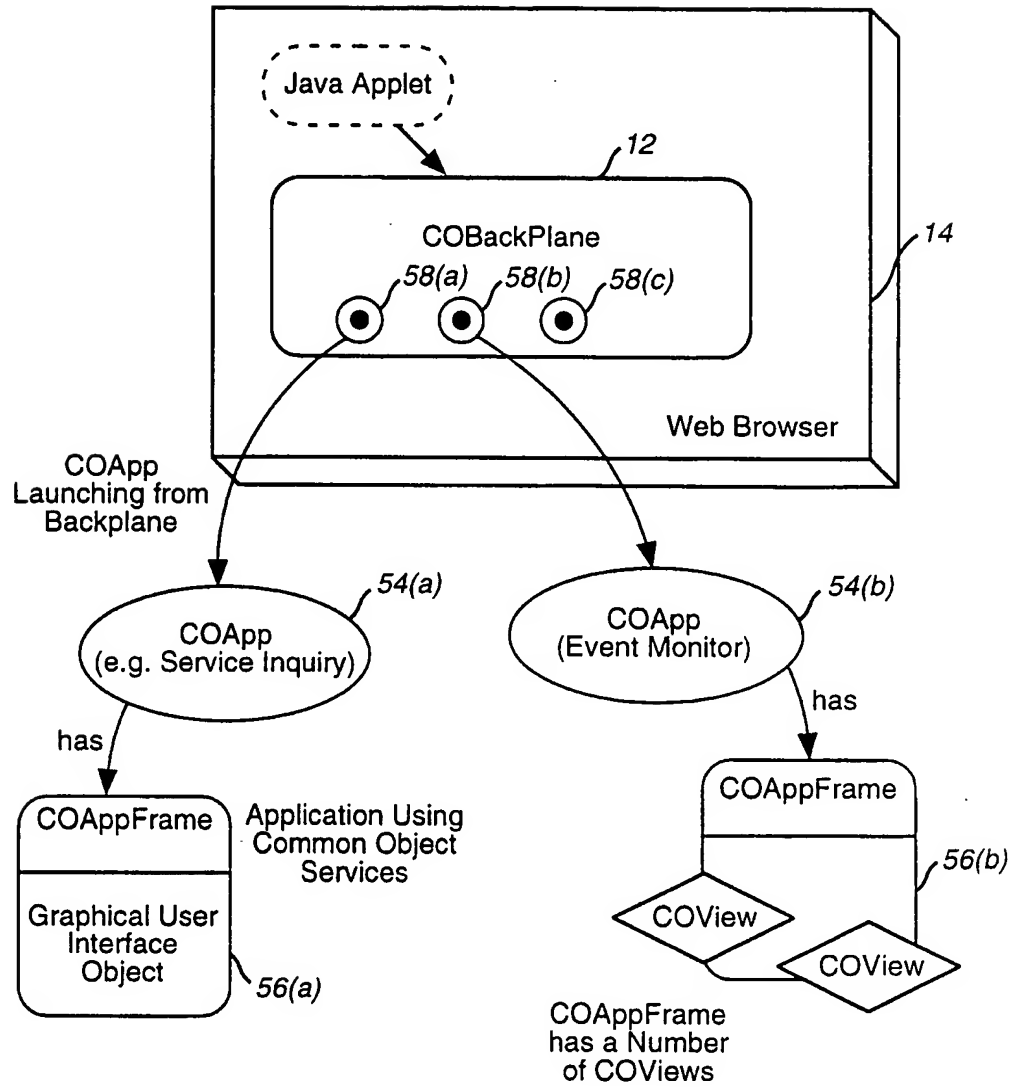 Java Applet
12
COBackPlane
14
58(a)
58(b)
58(c)
Web Browser
COApp
Launching from
Backplane
54(a)
COApp
(e.g. Service Inquiry)
54(b)
COApp
(Event Monitor)
has
has
COAppFrame
Application Using
Common Object
Services
Graphical User
Interface
Object
56(a)
COAppFrame
56(b)
COView
COView
COAppFrame
has a Number
of COViews